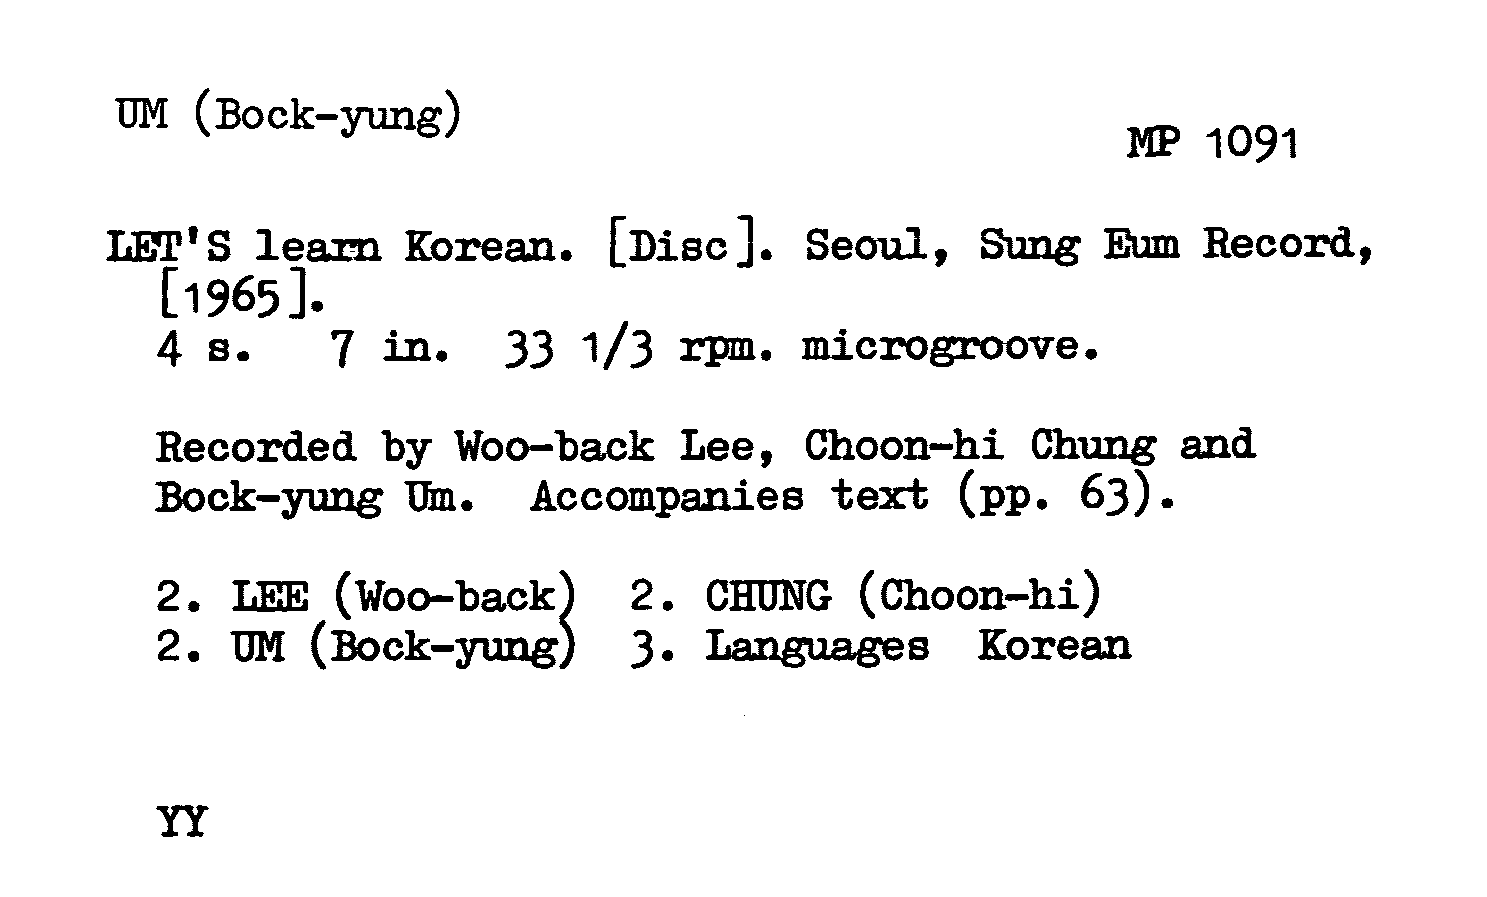 UM (Bock-yung)
MP 1091
LET'S learn Korean. [Disc]. Seoul, Sung Eum Record,
[1965].
4 s. 7 in. 33 1/3 rpm. microgroove.
Recorded by Woo-back Lee, Choon-hi Chung and
Bock-yung Um. Accompanies text (pp. 63).
2. LEE (Woo-back) 2. CHUNG (Choon-hi)
2. UM (Bock-yung) 3. Languages Korean
YY